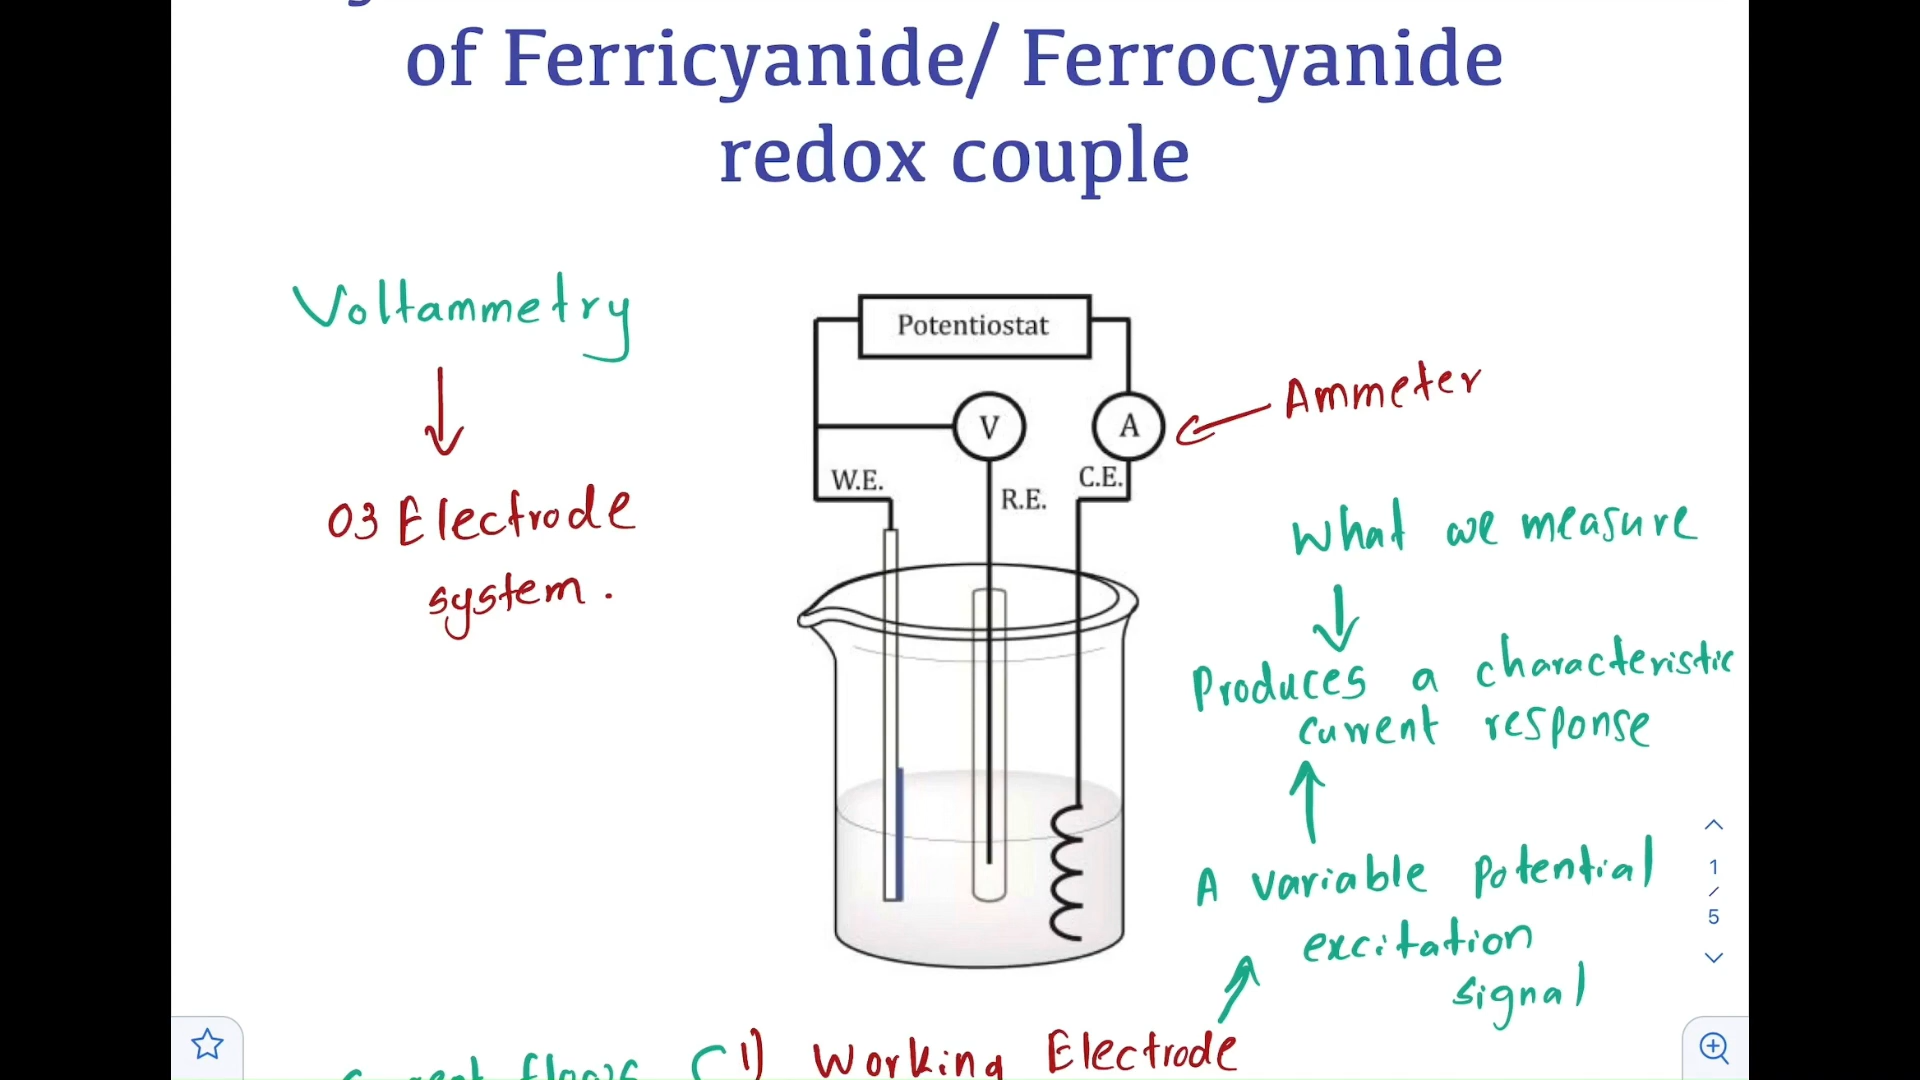 of Ferricyanide/ Ferrocyanide
redox couple
Voltammetry
03 Electrode
system.
Potentiostat
V
A
W.E.
R.E.
C.E.
Ammeter
What we measure
Produces a characteristic
current response
A variable potential
excitation
signal
1
/
5
flows
1) Working Electrode